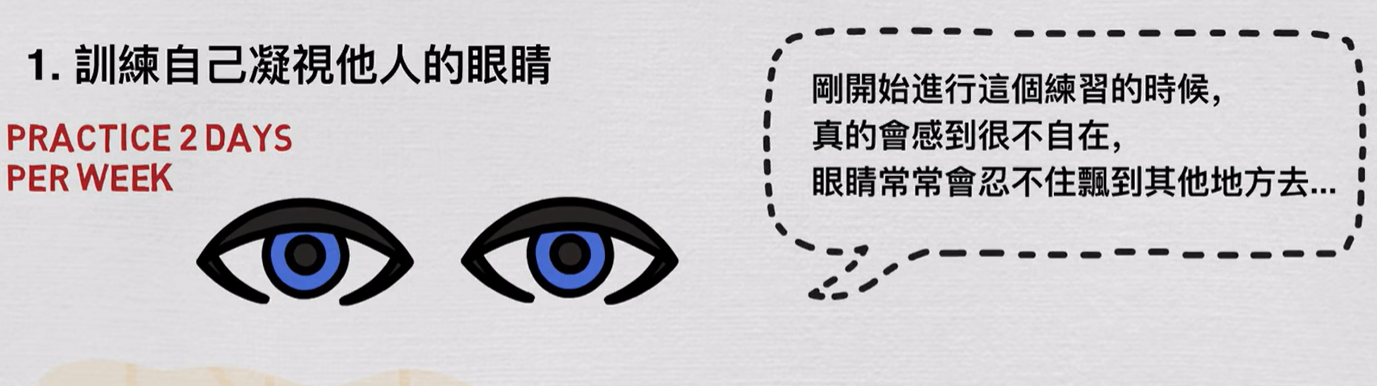 1. 訓練自己凝視他人的眼睛
PRACTICE 2 DAYS
PER WEEK
剛開始進行這個練習的時候，
真的會感到很不自在，
眼睛常常會忍不住飄到其他地方去...